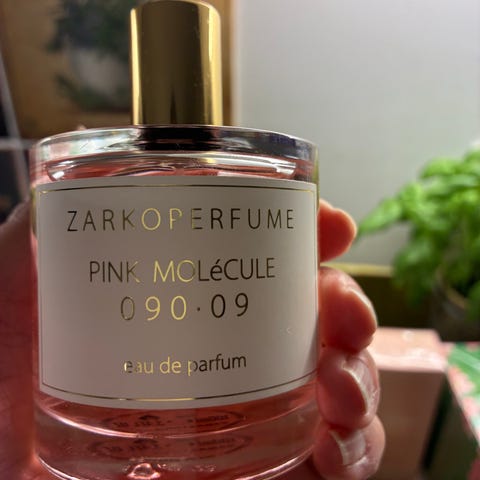 ZARKOPERFUME
PINK MOLéCULE
090·09
eau de parfum